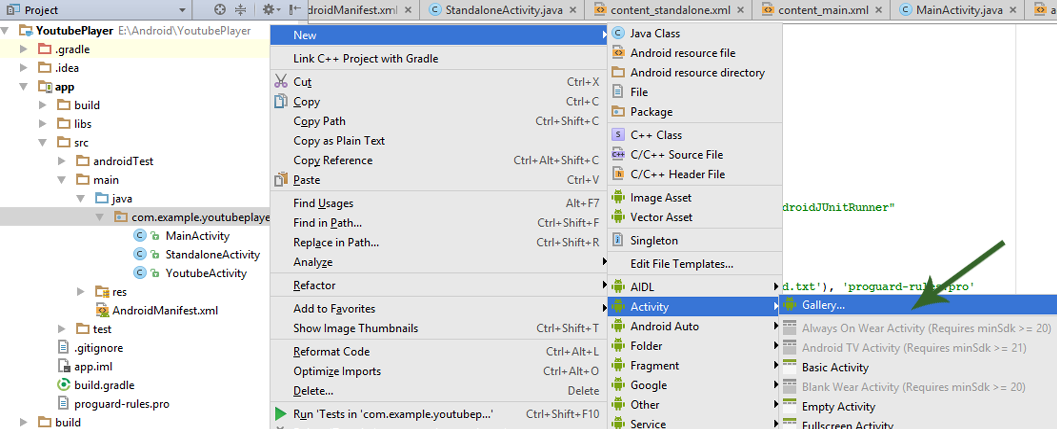 Project
ndroidManifest.xml
StandaloneActivity.java
content_standalone.xml
content_main.xml
MainActivity.java
a
YoutubePlayer E:\Android\YoutubePlayer
.gradle
.idea
app
build
libs
src
androidTest
main
java
com.example.youtubeplaye
MainActivity
StandaloneActivity
YoutubeActivity
res
AndroidManifest.xml
test
.gitignore
app.iml
build.gradle
proguard-rules.pro
build
New
Link C++ Project with Gradle
Cut Ctrl+X
Copy Ctrl+C
Copy Path Ctrl+Shift+C
Copy as Plain Text
Copy Reference Ctrl+Alt+Shift+C
Paste Ctrl+V
Find Usages Alt+F7
Find in Path... Ctrl+Shift+F
Replace in Path... Ctrl+Shift+R
Analyze
Refactor
Add to Favorites
Show Image Thumbnails Ctrl+Shift+T
Reformat Code Ctrl+Alt+L
Optimize Imports Ctrl+Alt+O
Delete... Delete
Run 'Tests in 'com.example.youtubep...' Ctrl+Shift+F10
Java Class
Android resource file
Android resource directory
File
Package
C++ Class
C/C++ Source File
C/C++ Header File
Image Asset
Vector Asset
Singleton
Edit File Templates...
AIDL
Activity
Android Auto
Folder
Fragment
Google
Other
Service
droidJUnitRunner"
d.txt'), 'proguard-rules.pro'
Gallery...
Always On Wear Activity (Requires minSdk >= 20)
Android TV Activity (Requires minSdk >= 21)
Basic Activity
Blank Wear Activity (Requires minSdk >= 20)
Empty Activity
Fullscreen Activity